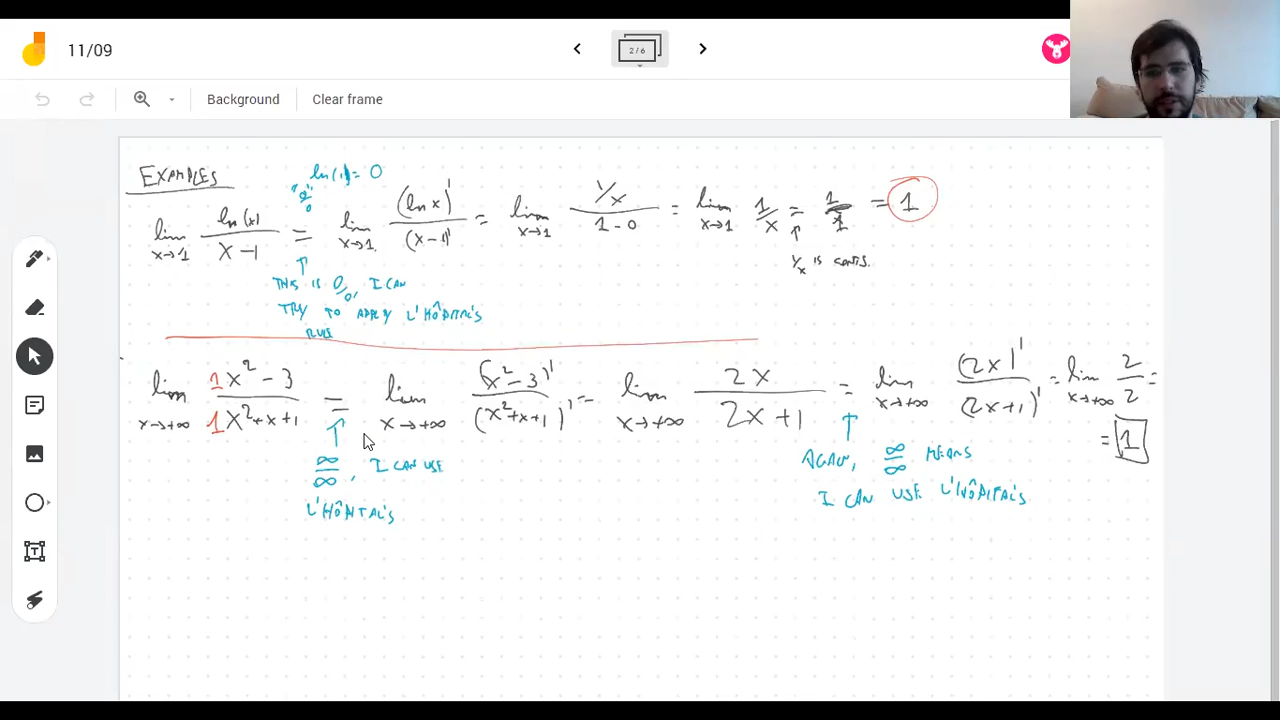 11/09
2/6
Background
Clear frame
EXAMPLES
ln(1)=0
"0/0"
lim x→1 ln(x)/x-1 = lim x→1 (ln x)'/(x-1)' = lim x→1 1/x / 1-0 = lim x→1 1/x = 1/1 = 1
1/x IS CONTS.
THIS IS 0/0, I CAN
TRY TO APPLY L'HÔPITAL'S
RULE
lim x→+∞ 1x²-3 / 1x²+x+1 = lim x→+∞ (x²-3)' / (x²+x+1)' = lim x→+∞ 2x / 2x+1 = lim x→+∞ (2x)' / (2x+1)' = lim x→+∞ 2/2 =
= 1
∞/∞, I CAN USE
L'HÔPITAL'S
AGAIN, ∞/∞ MEANS
I CAN USE L'HÔPITAL'S